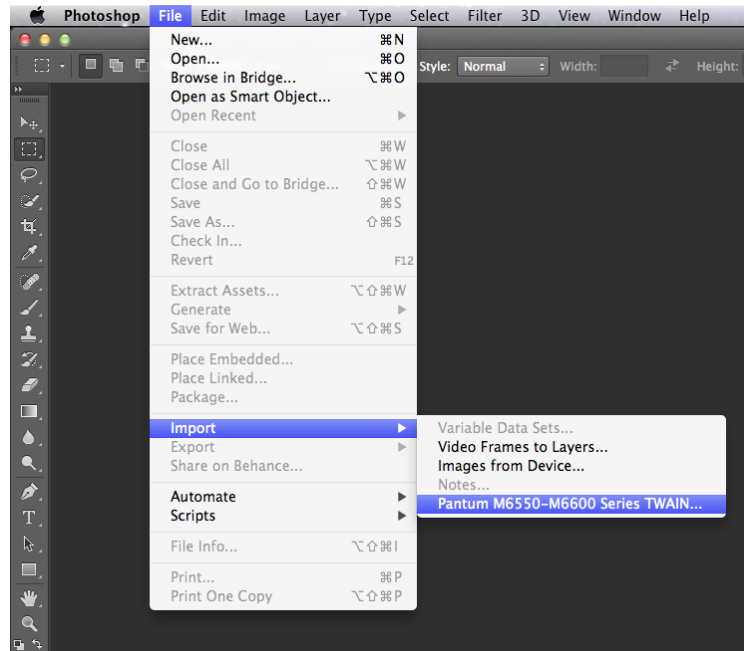 Photoshop File Edit Image Layer Type Select Filter 3D View Window Help
Style: Normal Width: Height:
New... ⌘N
Open... ⌘O
Browse in Bridge... ⌥⌘O
Open as Smart Object...
Open Recent
Close ⌘W
Close All ⌥⌘W
Close and Go to Bridge... ⇧⌘W
Save ⌘S
Save As... ⇧⌘S
Check In...
Revert F12
Extract Assets... ⌥⇧⌘W
Generate
Save for Web... ⌥⇧⌘S
Place Embedded...
Place Linked...
Package...
Import
Export
Share on Behance...
Automate
Scripts
File Info... ⌥⇧⌘I
Print... ⌘P
Print One Copy ⌥⇧⌘P
Variable Data Sets...
Video Frames to Layers...
Images from Device...
Notes...
Pantum M6550-M6600 Series TWAIN...